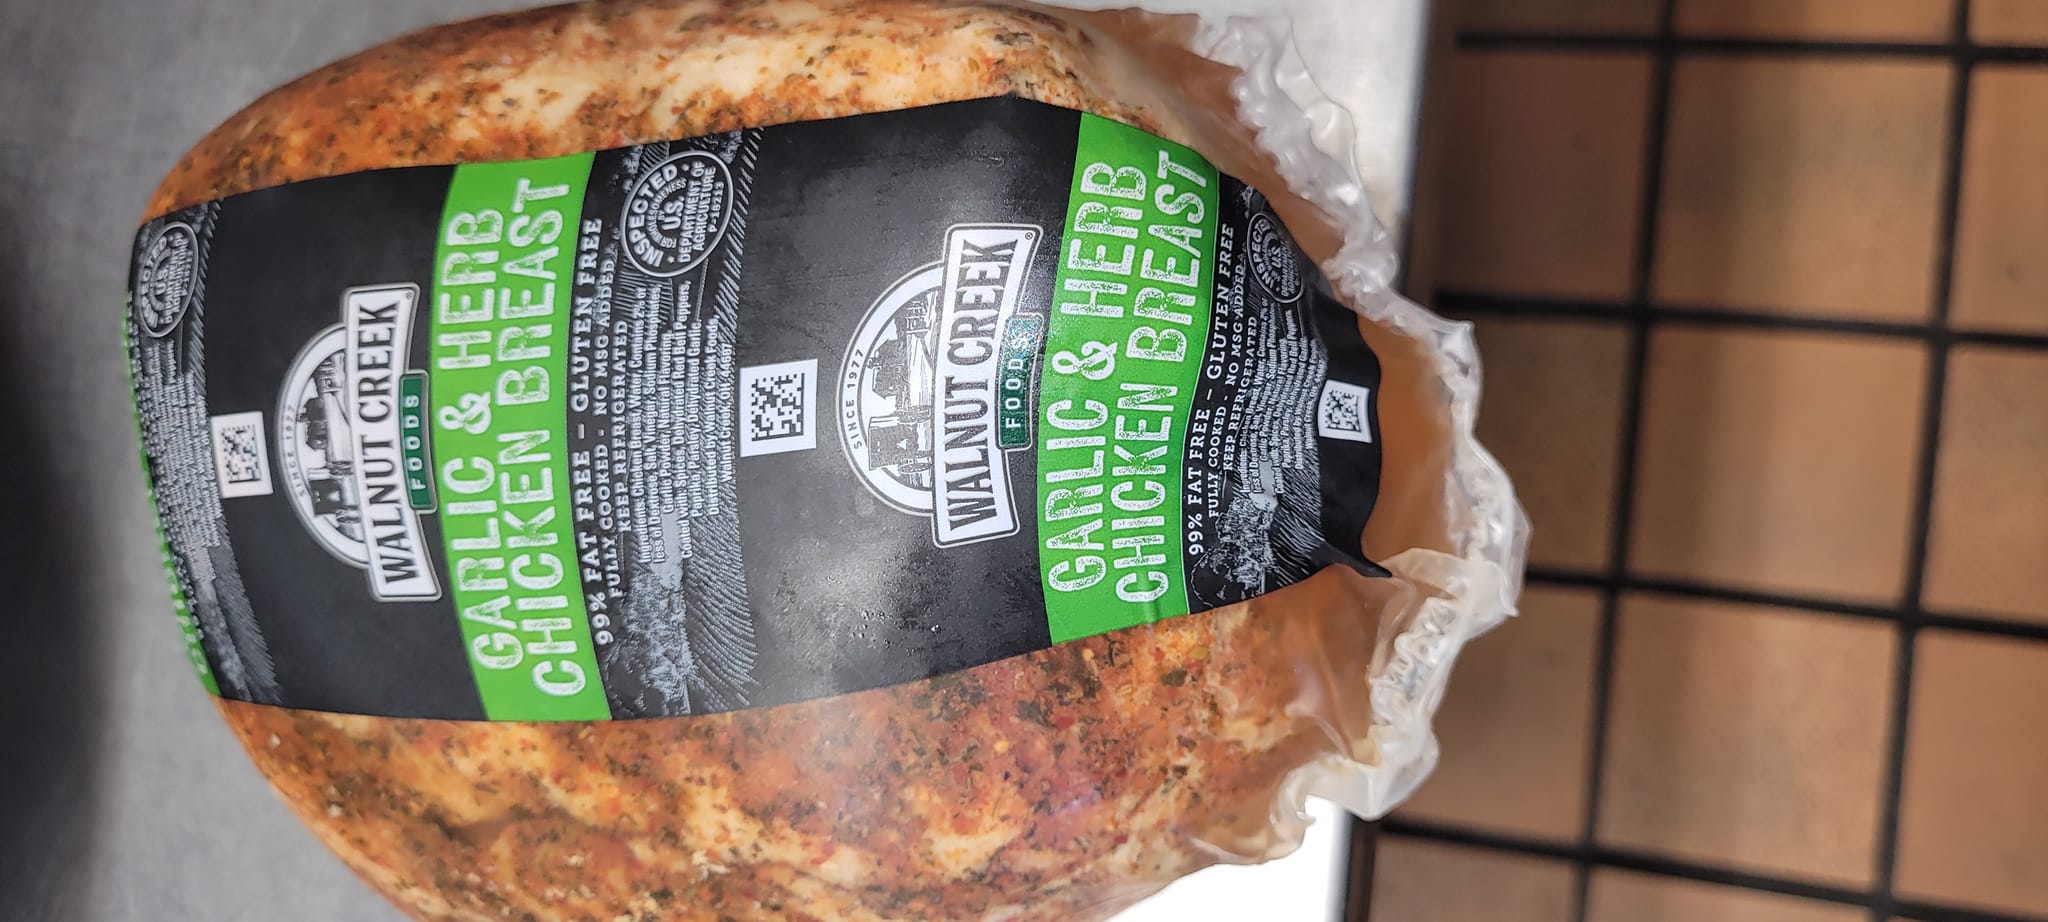 SINCE 1977
WALNUT CREEK®
FOODS
GARLIC & HERB
CHICKEN BREAST
99% FAT FREE – GLUTEN FREE
FULLY COOKED - NO MSG ADDED
KEEP REFRIGERATED
Ingredients: Chicken Breast, Water, Contains 2% or
less of Dextrose, Salt, Vinegar, Sodium Phosphates,
Garlic Powder, Natural Flavoring.
Coated with: Spices, Dehydrated Red Bell Peppers,
Paprika, Parsley, Dehydrated Garlic.
Distributed by Walnut Creek Foods,
Walnut Creek, OH 44687
INSPECTED
FOR WHOLESOMENESS
U.S.
DEPARTMENT OF
AGRICULTURE
P-18213
SINCE 1977
WALNUT CREEK®
FOODS
GARLIC & HERB
CHICKEN BREAST
99% FAT FREE – GLUTEN FREE
FULLY COOKED - NO MSG ADDED
KEEP REFRIGERATED